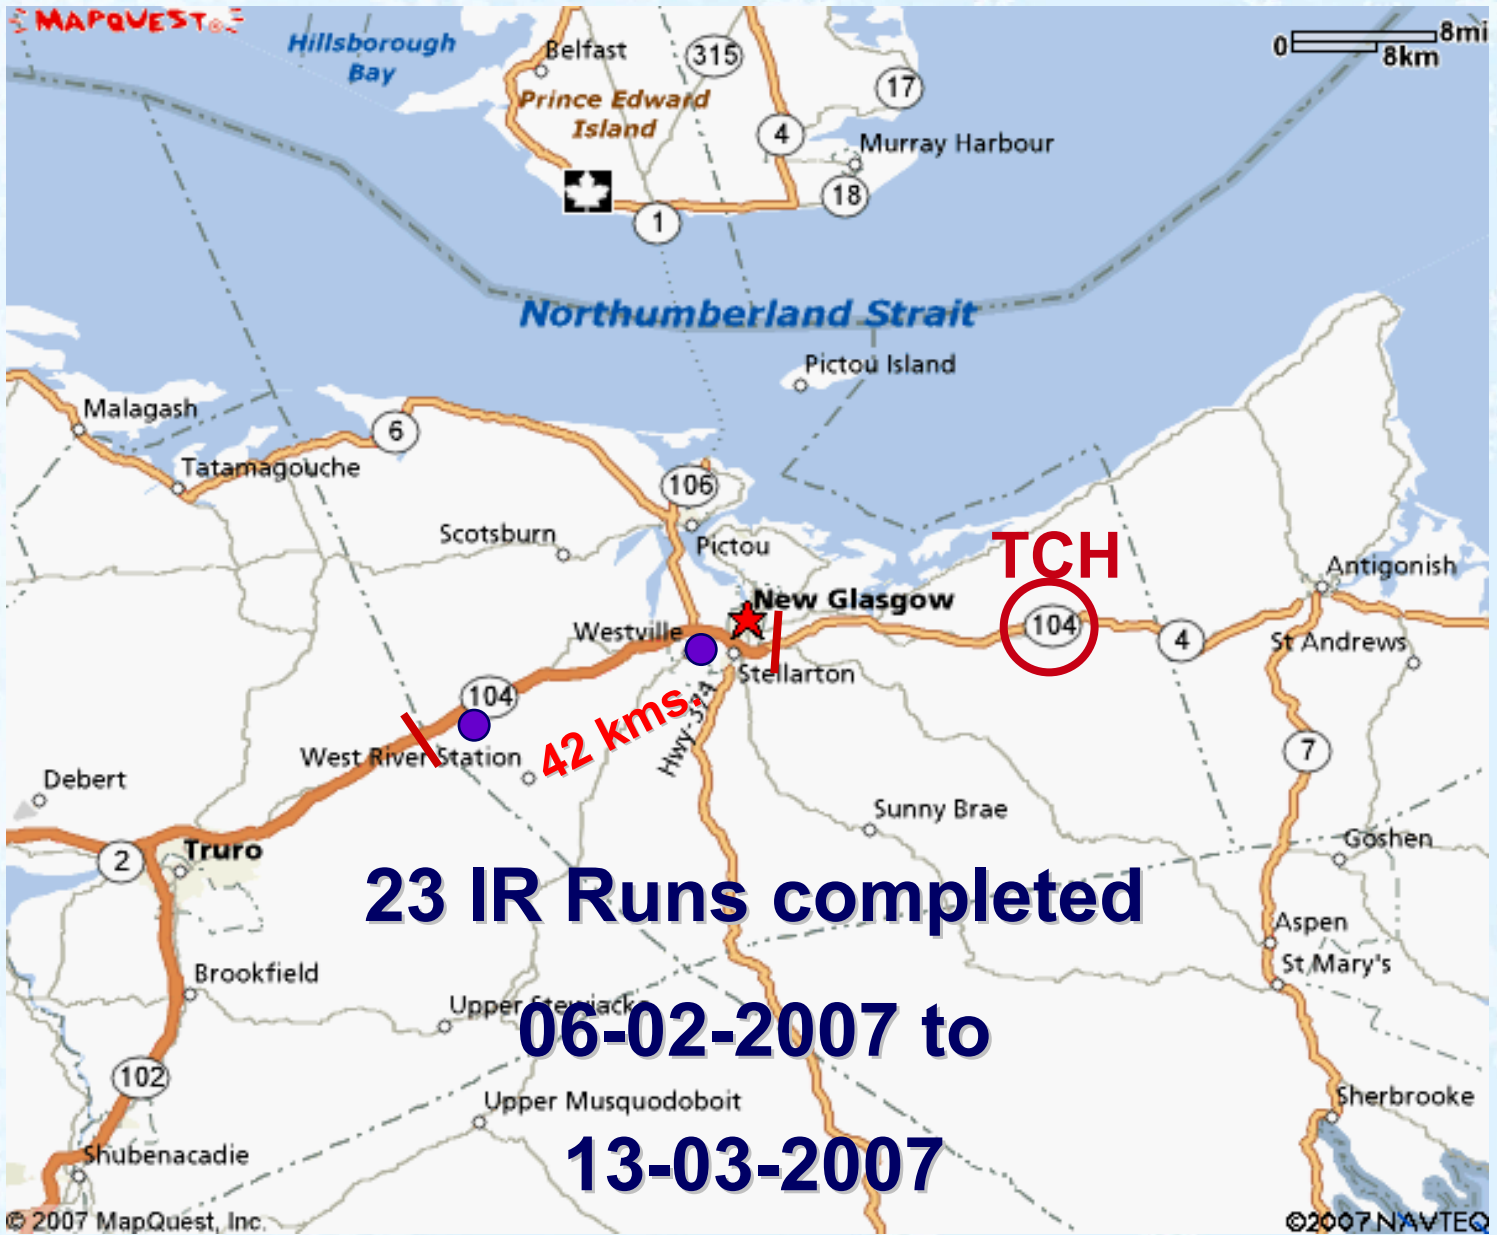 MAPQUEST
Hillsborough
Bay
Belfast
315
0 8mi
8km
17
Prince Edward
Island
4
Murray Harbour
18
1
Northumberland Strait
Pictou Island
Malagash
6
Tatamagouche
106
Scotsburn
Pictou
TCH
Antigonish
New Glasgow
104
Westville
4
St Andrews
Stellarton
104
42 kms.
Hwy-374
West River Station
7
Debert
Sunny Brae
Goshen
2
Truro
23 IR Runs completed
Aspen
St Mary's
Brookfield
Upper Stewiacke
06-02-2007 to
102
Upper Musquodoboit
Sherbrooke
13-03-2007
Shubenacadie
© 2007 MapQuest, Inc.
©2007 NAVTEQ